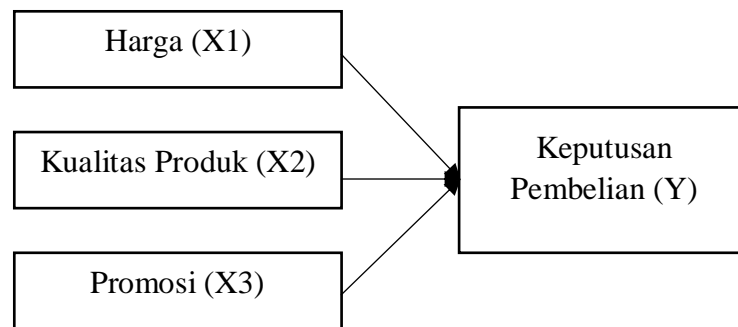 Harga (X1)
Kualitas Produk (X2)
Promosi (X3)
Keputusan
Pembelian (Y)